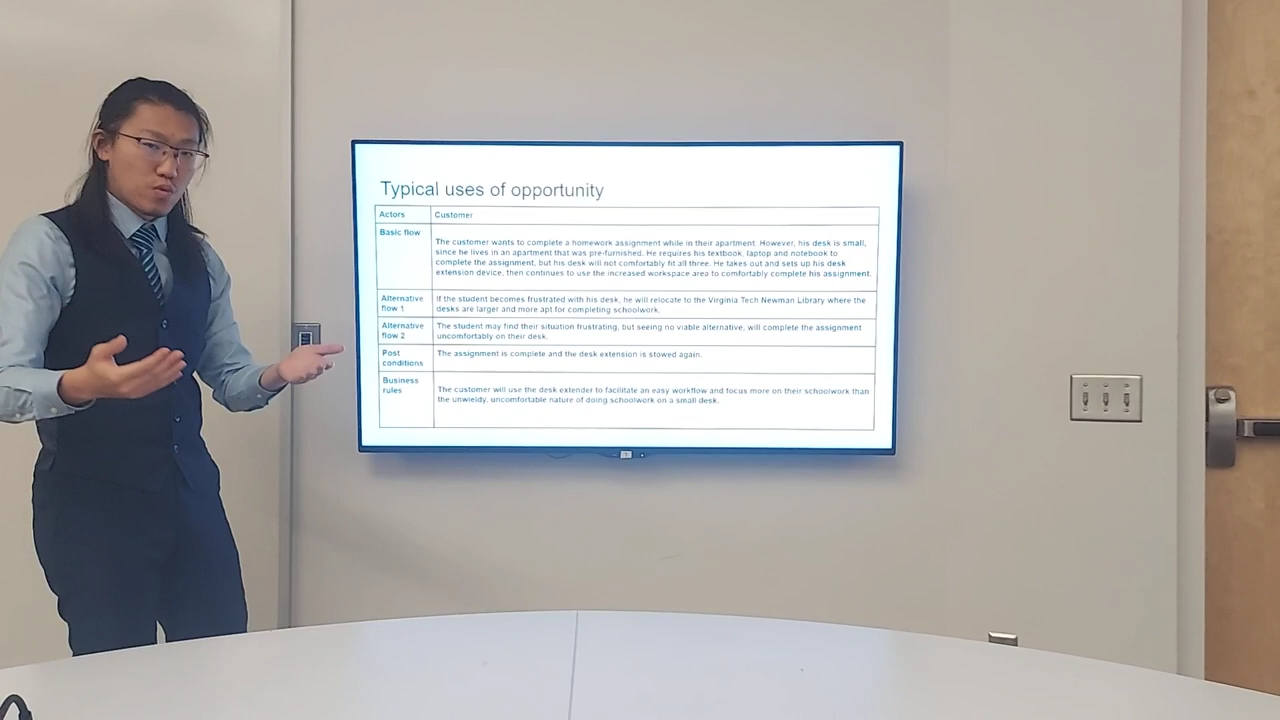 Typical uses of opportunity
Actors Customer
Basic flow
The customer wants to complete a homework assignment while in their apartment. However, his desk is small,
since he lives in an apartment that was pre-furnished. He requires his textbook, laptop and notebook to
complete the assignment, but his desk will not comfortably fit all three. He takes out and sets up his desk
extension device, then continues to use the increased workspace area to comfortably complete his assignment.
Alternative flow 1
If the student becomes frustrated with his desk, he will relocate to the Virginia Tech Newman Library where the
desks are larger and more apt for completing schoolwork.
Alternative flow 2
The student may find their situation frustrating, but seeing no viable alternative, will complete the assignment
uncomfortably on their desk.
Post conditions
The assignment is complete and the desk extension is stowed again.
Business rules
The customer will use the desk extender to facilitate an easy workflow and focus more on their schoolwork than
the unwieldy, uncomfortable nature of doing schoolwork on a small desk.